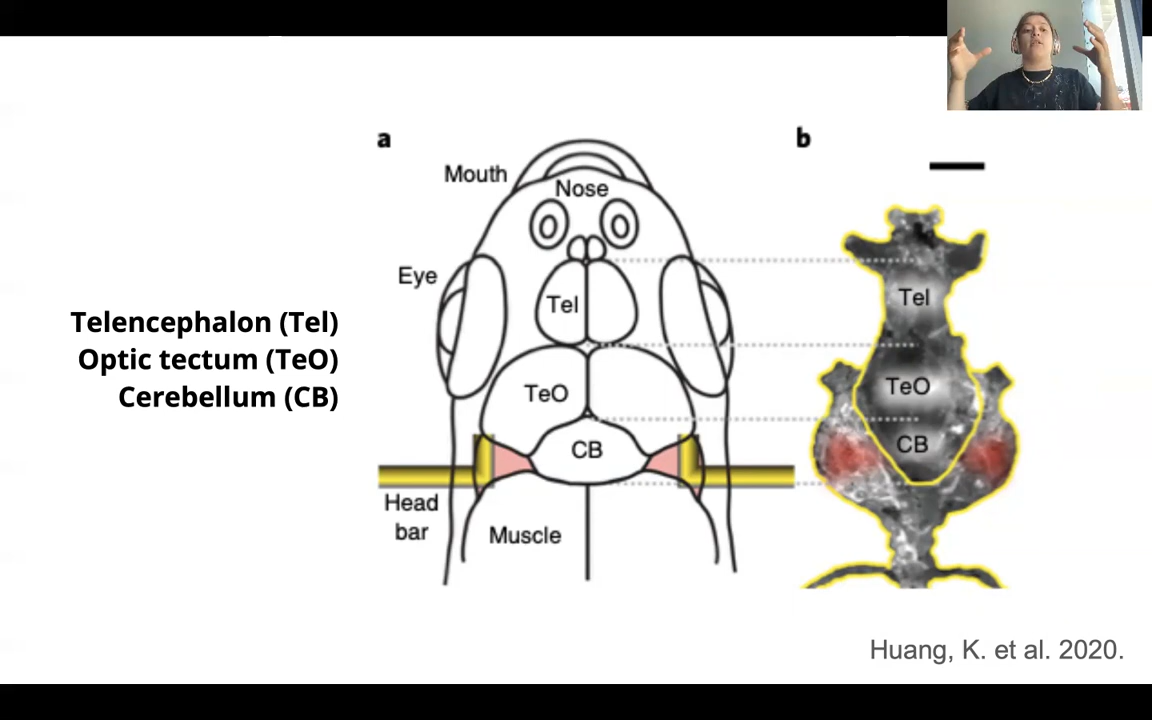 Telencephalon (Tel)
Optic tectum (TeO)
Cerebellum (CB)
a
Mouth
Nose
Eye
Tel
TeO
CB
Head
bar
Muscle
b
Tel
TeO
CB
Huang, K. et al. 2020.